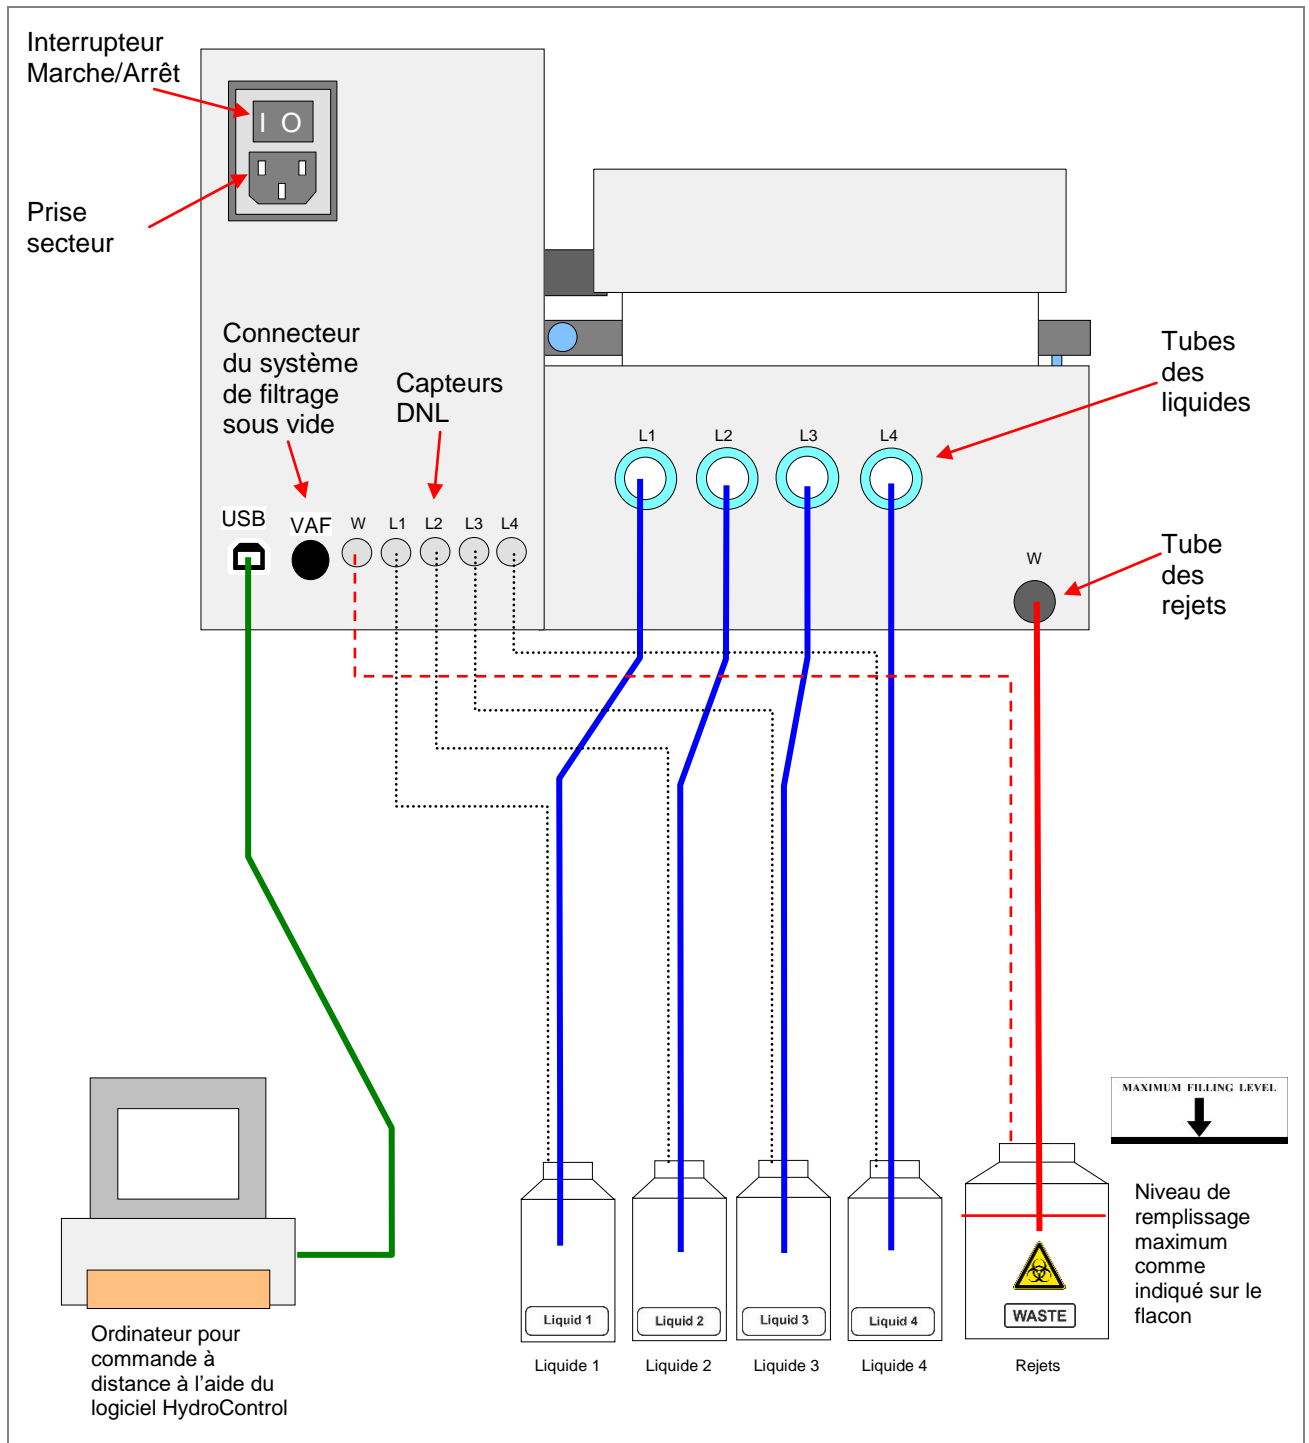 Interrupteur
Marche/Arrêt
I O
Prise
secteur
Connecteur
du système
de filtrage
sous vide
Capteurs
DNL
Tubes
des
liquides
L1 L2 L3 L4
USB VAF W L1 L2 L3 L4
Tube
des
rejets
W
MAXIMUM FILLING LEVEL
Niveau de
remplissage
maximum
comme
indiqué sur le
flacon
Liquid 1 Liquid 2 Liquid 3 Liquid 4 WASTE
Liquide 1 Liquide 2 Liquide 3 Liquide 4 Rejets
Ordinateur pour
commande à
distance à l’aide du
logiciel HydroControl